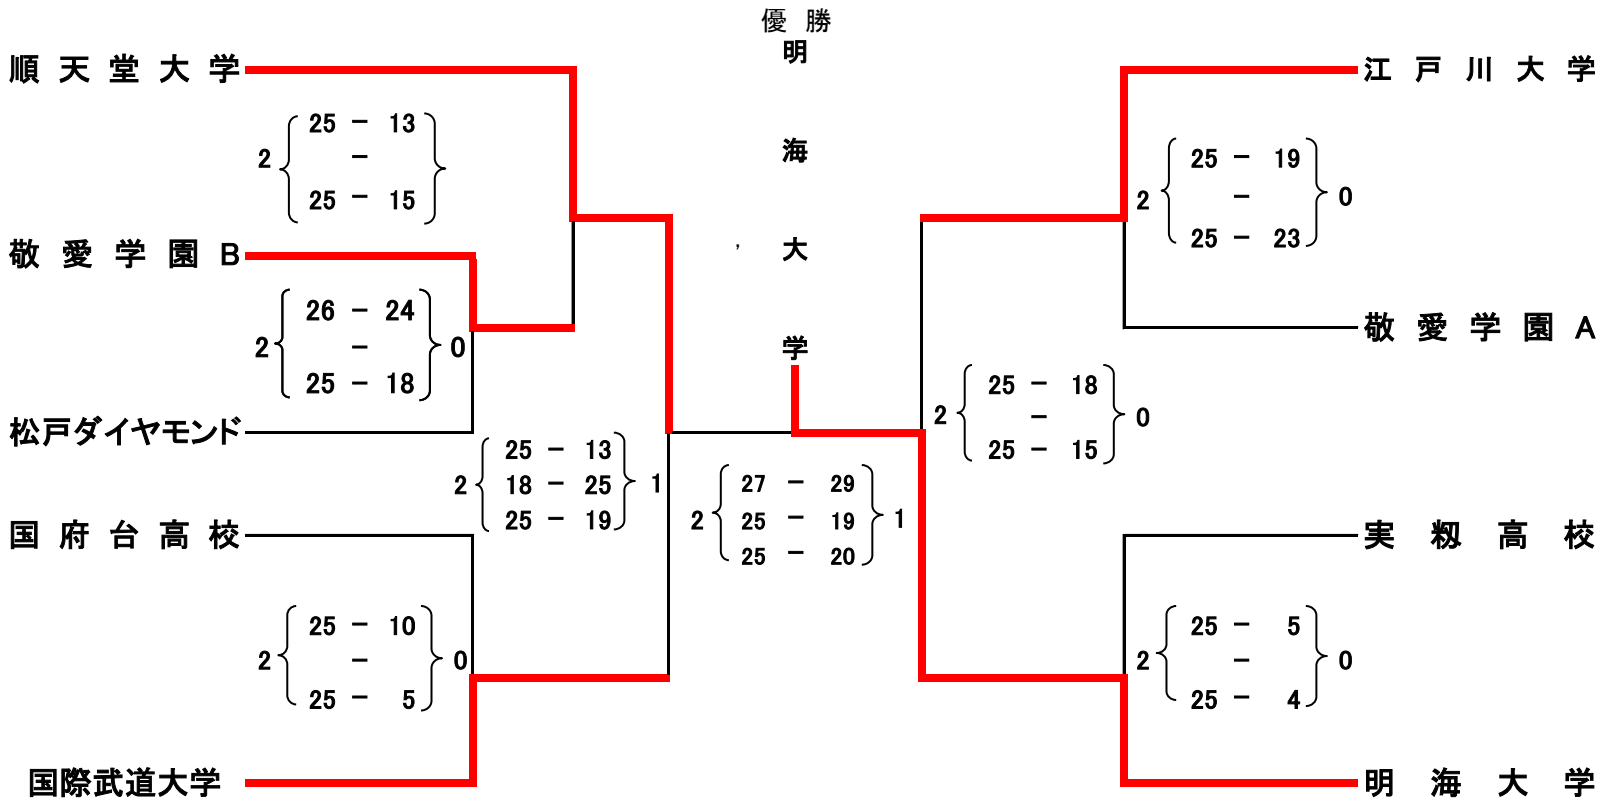 優 勝
明
海
大
学
順 天 堂 大 学
25 － 13
2 －
25 － 15
敬 愛 学 園 B
26 － 24
2 － 0
25 － 18
松戸ダイヤモンド
25 － 13
2 18 － 25 1
25 － 19
国 府 台 高 校
25 － 10
2 － 0
25 － 5
国際武道大学
,
27 － 29
2 25 － 19 1
25 － 20
江 戸 川 大 学
25 － 19
2 － 0
25 － 23
敬 愛 学 園 A
25 － 18
2 － 0
25 － 15
実 籾 高 校
25 － 5
2 － 0
25 － 4
明 海 大 学